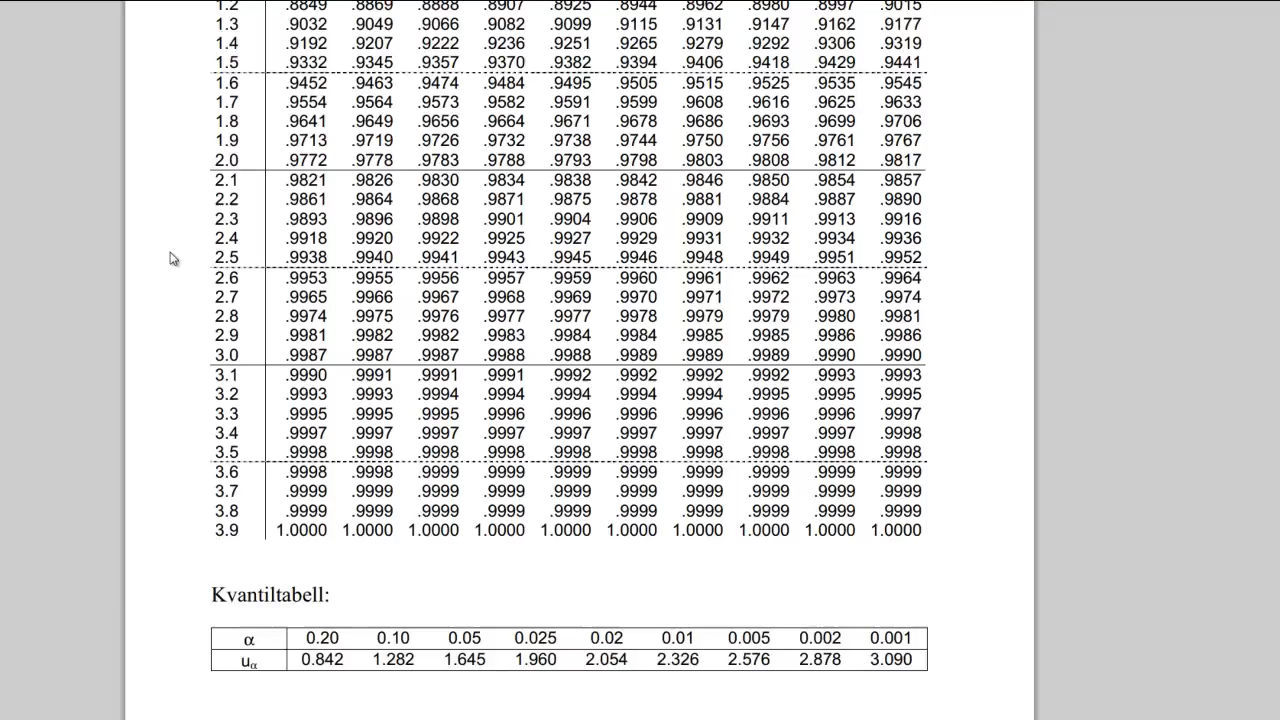 1.2 .8849 .8869 .8888 .8907 .8925 .8944 .8962 .8980 .8997 .9015
1.3 .9032 .9049 .9066 .9082 .9099 .9115 .9131 .9147 .9162 .9177
1.4 .9192 .9207 .9222 .9236 .9251 .9265 .9279 .9292 .9306 .9319
1.5 .9332 .9345 .9357 .9370 .9382 .9394 .9406 .9418 .9429 .9441
1.6 .9452 .9463 .9474 .9484 .9495 .9505 .9515 .9525 .9535 .9545
1.7 .9554 .9564 .9573 .9582 .9591 .9599 .9608 .9616 .9625 .9633
1.8 .9641 .9649 .9656 .9664 .9671 .9678 .9686 .9693 .9699 .9706
1.9 .9713 .9719 .9726 .9732 .9738 .9744 .9750 .9756 .9761 .9767
2.0 .9772 .9778 .9783 .9788 .9793 .9798 .9803 .9808 .9812 .9817
2.1 .9821 .9826 .9830 .9834 .9838 .9842 .9846 .9850 .9854 .9857
2.2 .9861 .9864 .9868 .9871 .9875 .9878 .9881 .9884 .9887 .9890
2.3 .9893 .9896 .9898 .9901 .9904 .9906 .9909 .9911 .9913 .9916
2.4 .9918 .9920 .9922 .9925 .9927 .9929 .9931 .9932 .9934 .9936
2.5 .9938 .9940 .9941 .9943 .9945 .9946 .9948 .9949 .9951 .9952
2.6 .9953 .9955 .9956 .9957 .9959 .9960 .9961 .9962 .9963 .9964
2.7 .9965 .9966 .9967 .9968 .9969 .9970 .9971 .9972 .9973 .9974
2.8 .9974 .9975 .9976 .9977 .9977 .9978 .9979 .9979 .9980 .9981
2.9 .9981 .9982 .9982 .9983 .9984 .9984 .9985 .9985 .9986 .9986
3.0 .9987 .9987 .9987 .9988 .9988 .9989 .9989 .9989 .9990 .9990
3.1 .9990 .9991 .9991 .9991 .9992 .9992 .9992 .9992 .9993 .9993
3.2 .9993 .9993 .9994 .9994 .9994 .9994 .9994 .9995 .9995 .9995
3.3 .9995 .9995 .9995 .9996 .9996 .9996 .9996 .9996 .9996 .9997
3.4 .9997 .9997 .9997 .9997 .9997 .9997 .9997 .9997 .9997 .9998
3.5 .9998 .9998 .9998 .9998 .9998 .9998 .9998 .9998 .9998 .9998
3.6 .9998 .9998 .9999 .9999 .9999 .9999 .9999 .9999 .9999 .9999
3.7 .9999 .9999 .9999 .9999 .9999 .9999 .9999 .9999 .9999 .9999
3.8 .9999 .9999 .9999 .9999 .9999 .9999 .9999 .9999 .9999 .9999
3.9 1.0000 1.0000 1.0000 1.0000 1.0000 1.0000 1.0000 1.0000 1.0000 1.0000
Kvantiltabell:
α 0.20 0.10 0.05 0.025 0.02 0.01 0.005 0.002 0.001
uα 0.842 1.282 1.645 1.960 2.054 2.326 2.576 2.878 3.090